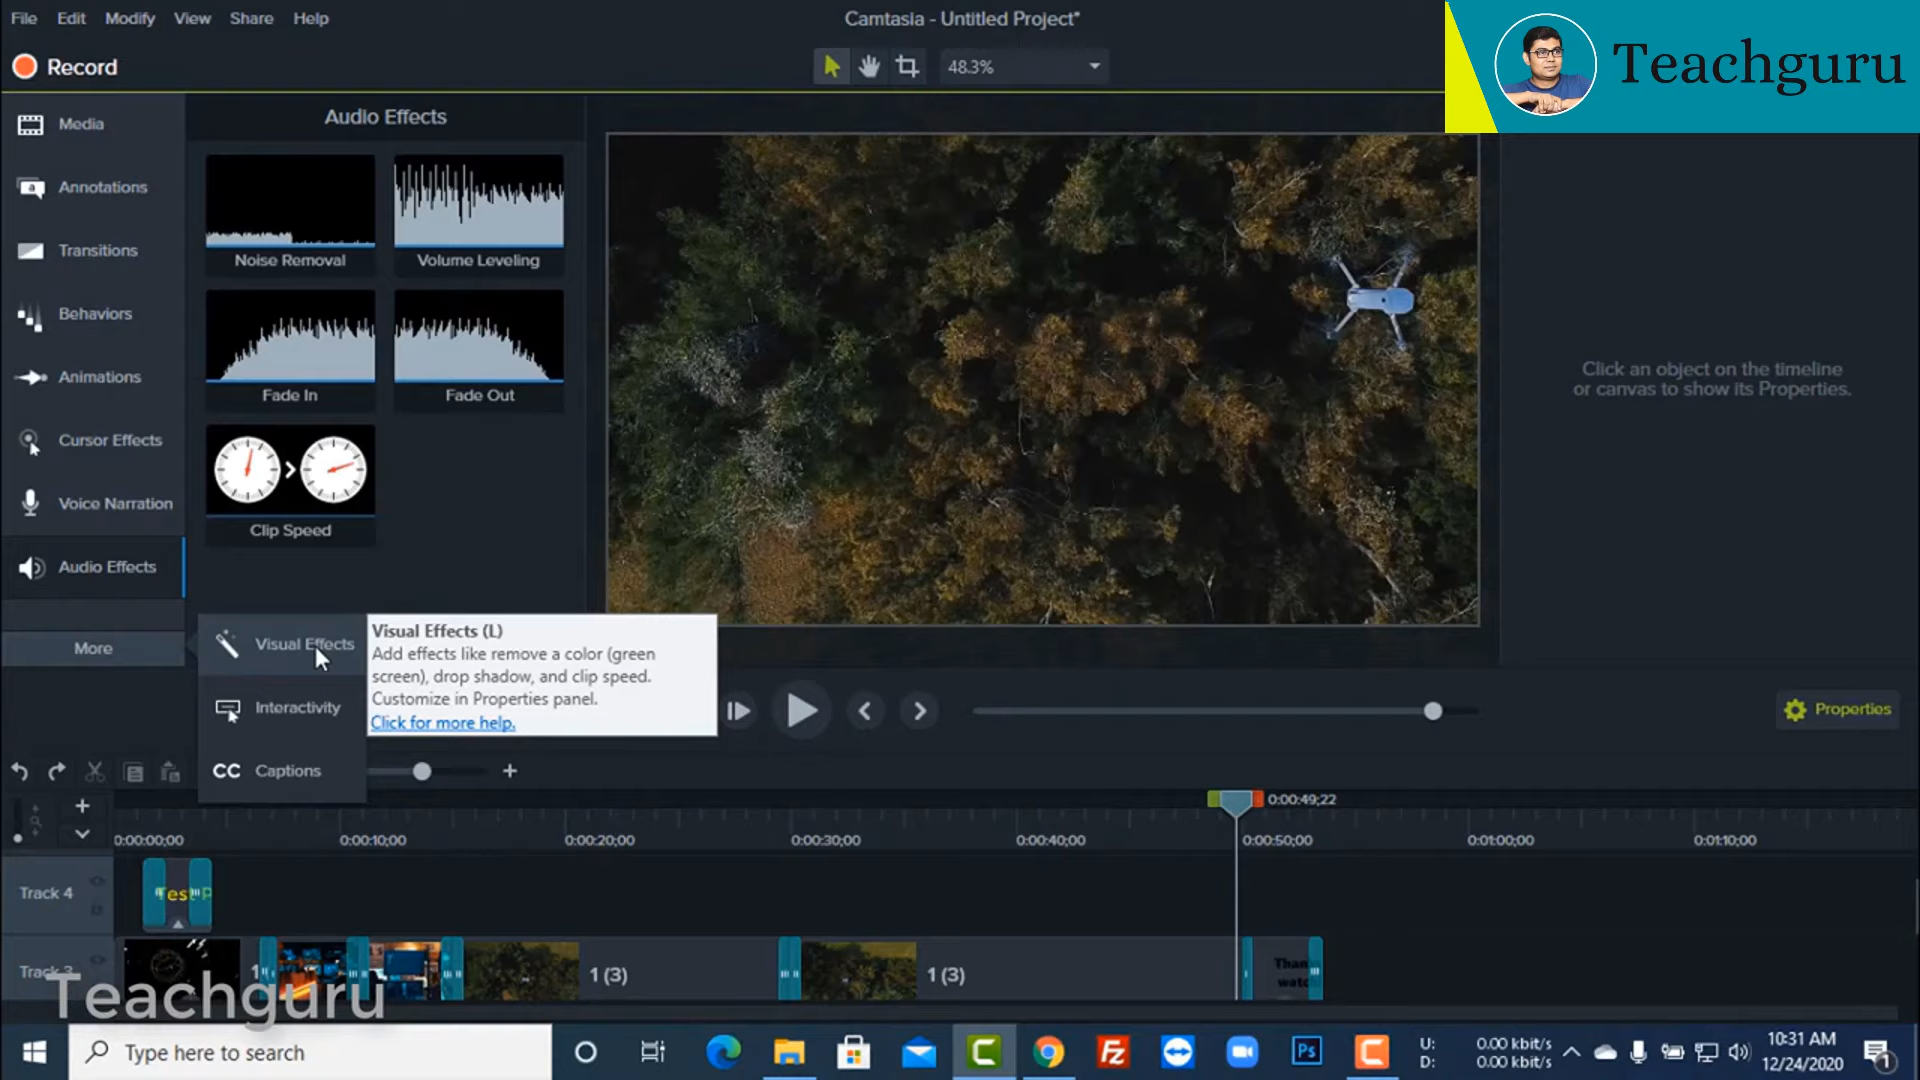 File Edit Modify View Share Help
Camtasia - Untitled Project*
Teachguru
Record
48.3%
Media
Annotations
Transitions
Behaviors
Animations
Cursor Effects
Voice Narration
Audio Effects
More
Audio Effects
Noise Removal
Volume Leveling
Fade In
Fade Out
Clip Speed
Click an object on the timeline
or canvas to show its Properties.
Visual Effects
Interactivity
CC Captions
Visual Effects (L)
Add effects like remove a color (green
screen), drop shadow, and clip speed.
Customize in Properties panel.
Click for more help.
Properties
0:00:49;22
0:00:00;00 0:00:10;00 0:00:20;00 0:00:30;00 0:00:40;00 0:00:50;00 0:01:00;00 0:01:10;00
Track 4
Test P
Track 3
1 (3)
1 (3)
Teachguru
Type here to search
Ps
U: 0.00 kbit/s
D: 0.00 kbit/s
10:31 AM
12/24/2020
1